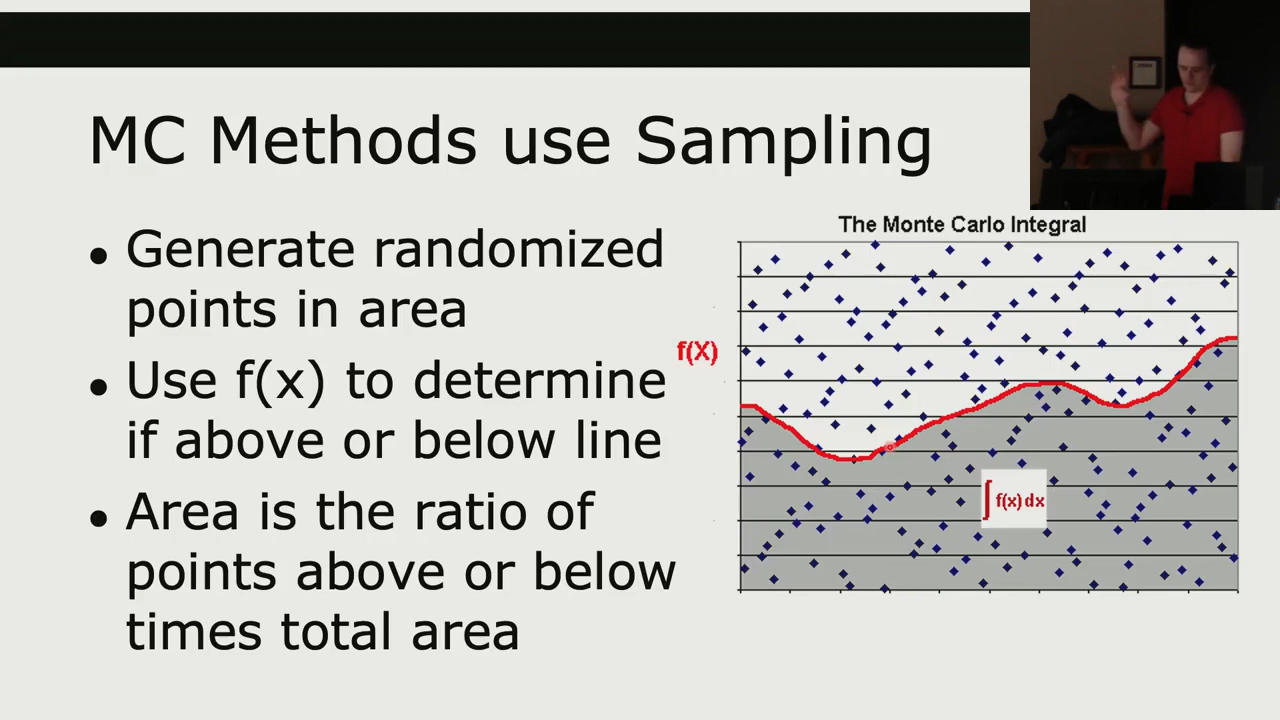 MC Methods use Sampling
• Generate randomized
points in area
• Use f(x) to determine
if above or below line
• Area is the ratio of
points above or below
times total area
The Monte Carlo Integral
f(X)
∫ f(x) dx